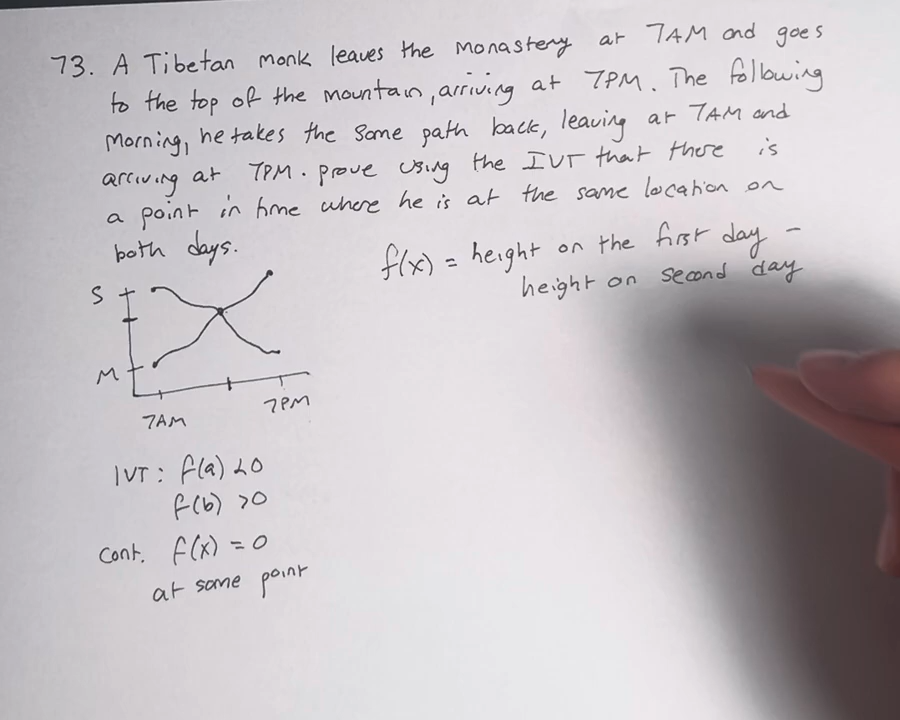 73. A Tibetan monk leaves the monastery at 7AM and goes
to the top of the mountain, arriving at 7PM. The following
morning, he takes the same path back, leaving at 7AM and
arriving at 7PM. prove using the IVT that there is
a point in time where he is at the same location on
both days.
f(x) = height on the first day -
height on second day
S
M
7AM
7PM
IVT: f(a) <0
f(b) >0
Cont. f(x) = 0
at some point